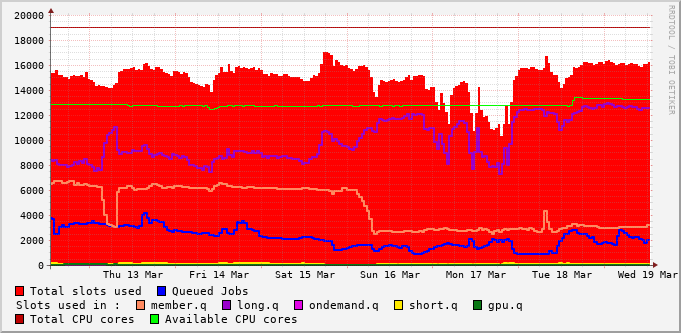 20000
18000
16000
14000
12000
10000
8000
6000
4000
2000
0
Thu 13 Mar Fri 14 Mar Sat 15 Mar Sun 16 Mar Mon 17 Mar Tue 18 Mar Wed 19 Mar
Total slots used Queued Jobs
Slots used in : member.q long.q ondemand.q short.q gpu.q
Total CPU cores Available CPU cores
RRDTOOL / TOBI OETIKER